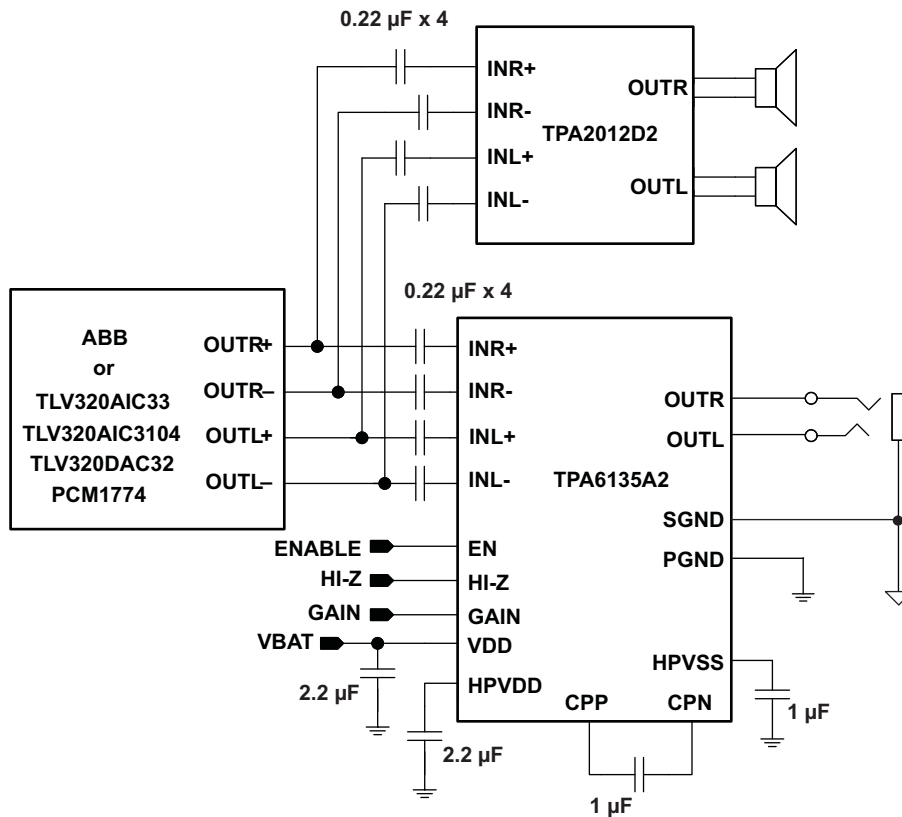 0.22 µF x 4
INR+
INR-
INL+
INL-
TPA2012D2
OUTR
OUTL
0.22 µF x 4
ABB
or
TLV320AIC33
TLV320AIC3104
TLV320DAC32
PCM1774
OUTR+
OUTR–
OUTL+
OUTL–
INR+
INR-
INL+
INL-
TPA6135A2
OUTR
OUTL
SGND
PGND
ENABLE
EN
HI-Z
HI-Z
GAIN
GAIN
VBAT
VDD
HPVDD
HPVSS
2.2 µF
2.2 µF
CPP
CPN
1 µF
1 µF